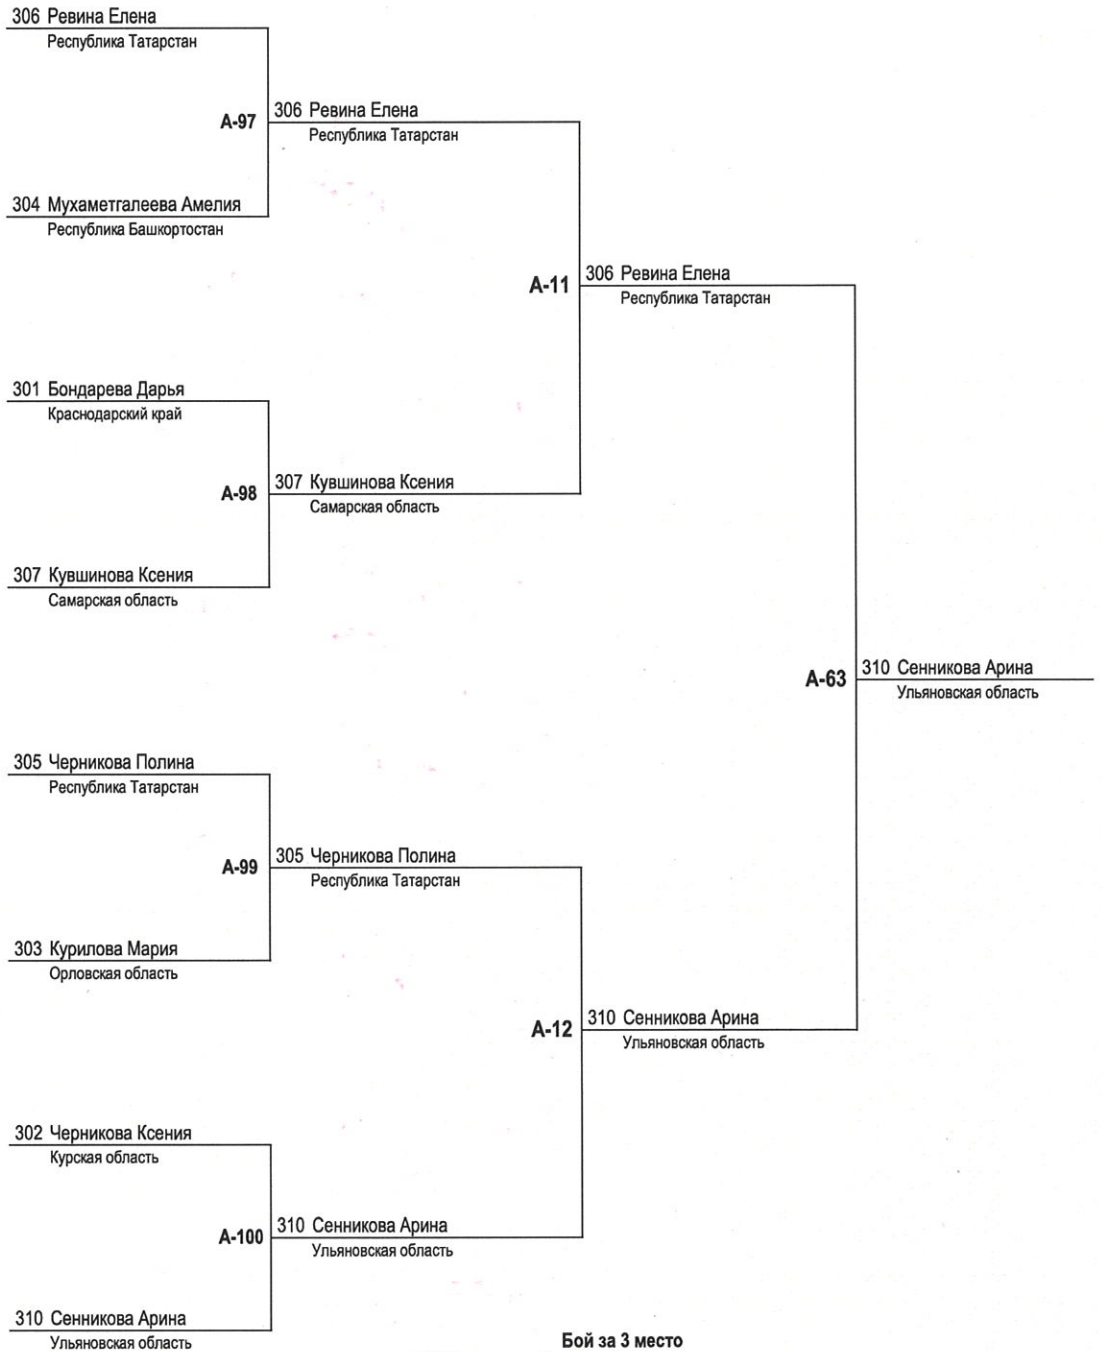 306 Ревина Елена
Республика Татарстан
А-97
306 Ревина Елена
Республика Татарстан
304 Мухаметгалеева Амелия
Республика Башкортостан
А-11
306 Ревина Елена
Республика Татарстан
301 Бондарева Дарья
Краснодарский край
А-98
307 Кувшинова Ксения
Самарская область
307 Кувшинова Ксения
Самарская область
А-63
310 Сенникова Арина
Ульяновская область
305 Черникова Полина
Республика Татарстан
А-99
305 Черникова Полина
Республика Татарстан
303 Курилова Мария
Орловская область
А-12
310 Сенникова Арина
Ульяновская область
302 Черникова Ксения
Курская область
А-100
310 Сенникова Арина
Ульяновская область
310 Сенникова Арина
Ульяновская область
Бой за 3 место